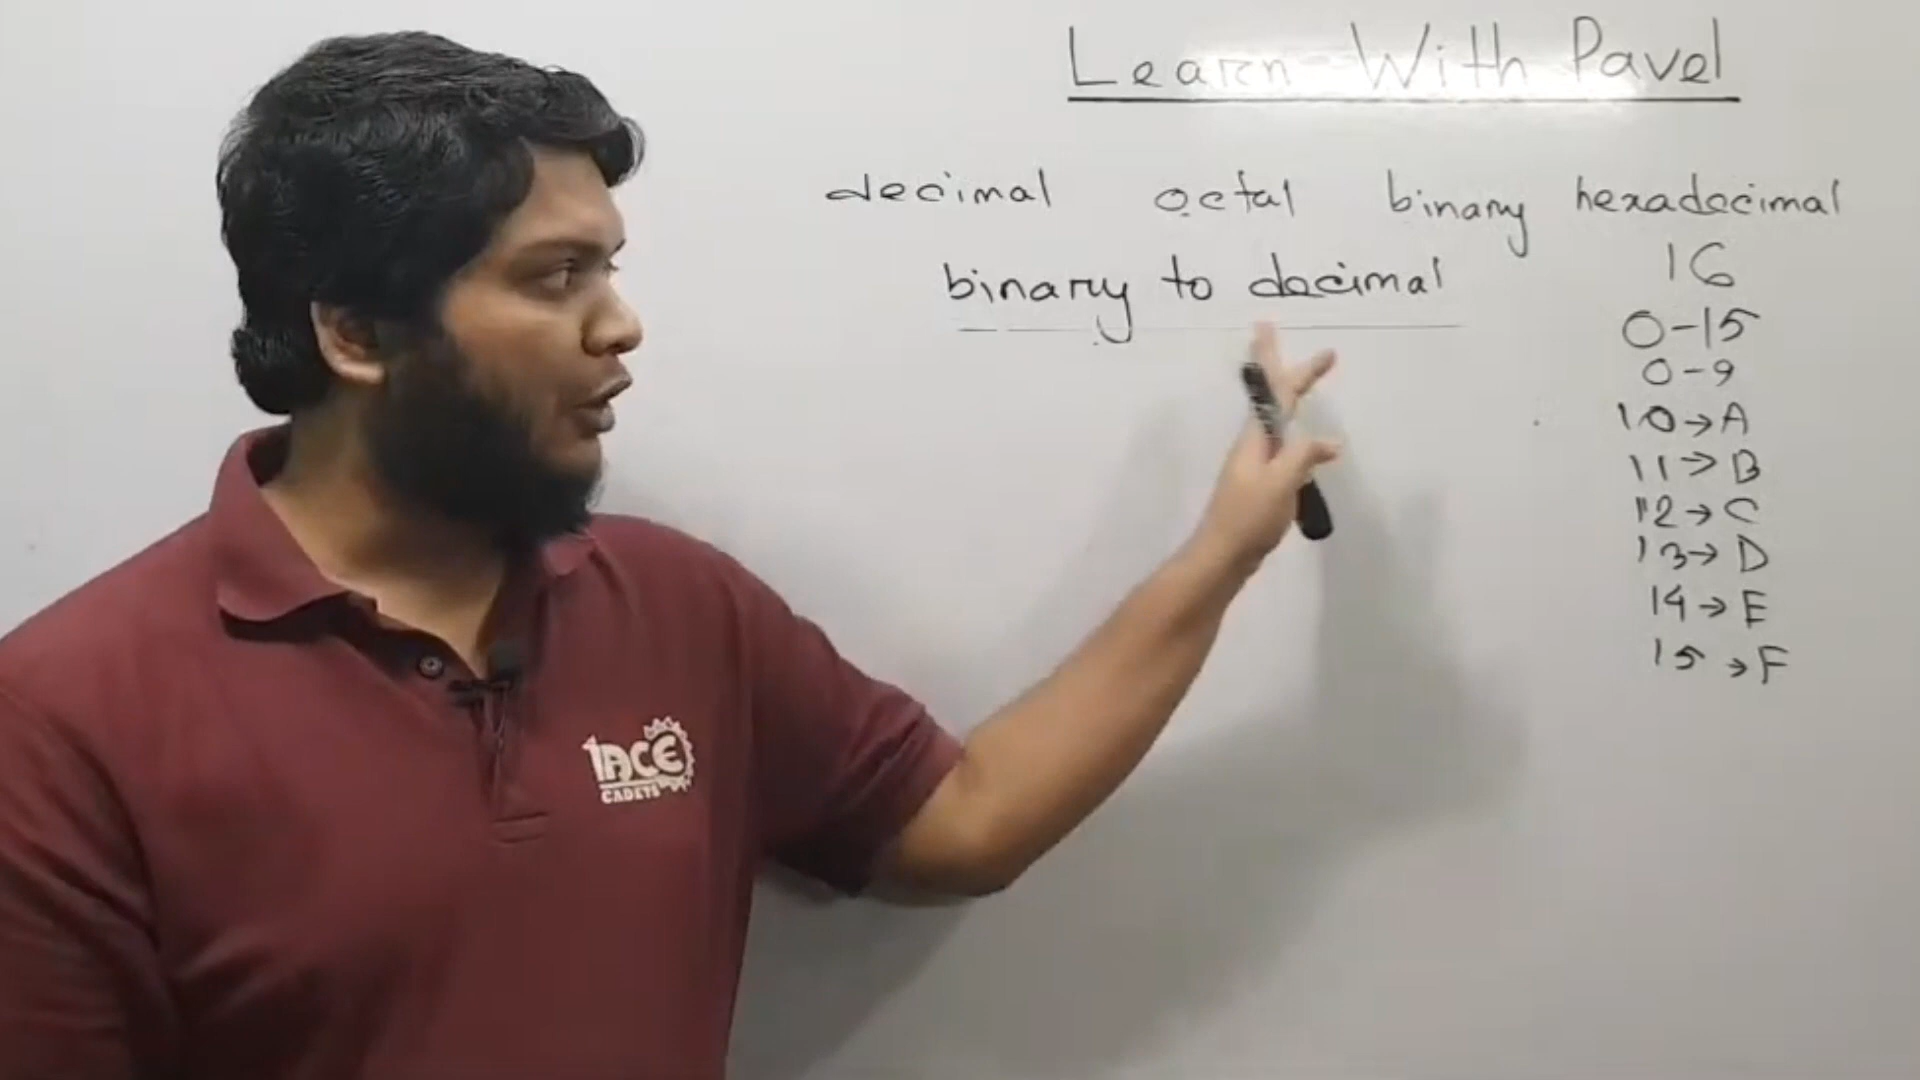 Learn With Pavel
decimal octal binary hexadecimal
binary to decimal
16
0-15
0-9
10→A
11→B
12→C
13→D
14→E
15→F
1ACE
CADETS